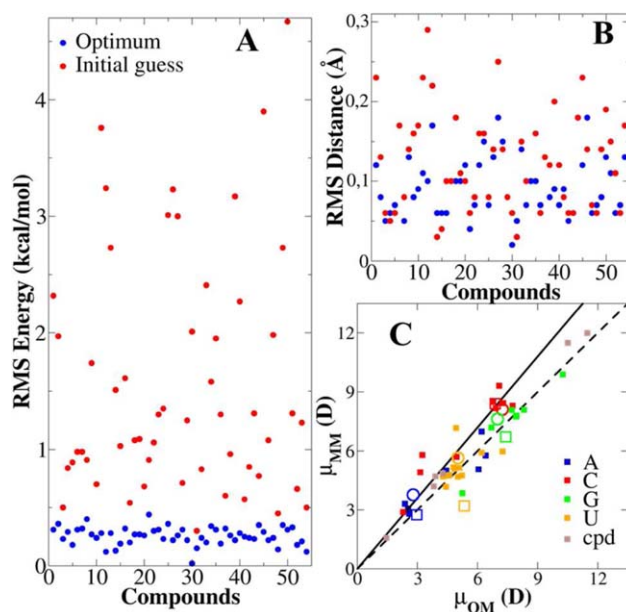 A
Optimum
Initial guess
RMS Energy (kcal/mol)
4
3
2
1
0
0 10 20 30 40 50
Compounds
B
RMS Distance (Å)
0,3
0,2
0,1
0
0 10 20 30 40 50
Compounds
C
μMM (D)
12
9
6
3
0
3 6 9 12
μQM (D)
A
C
G
U
cpd